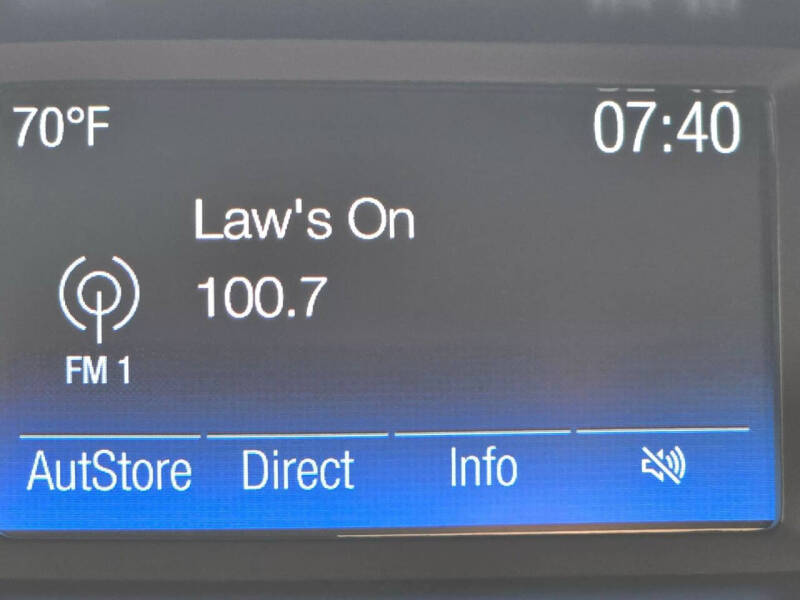 70°F
07:40
Law's On
100.7
FM 1
AutStore Direct Info